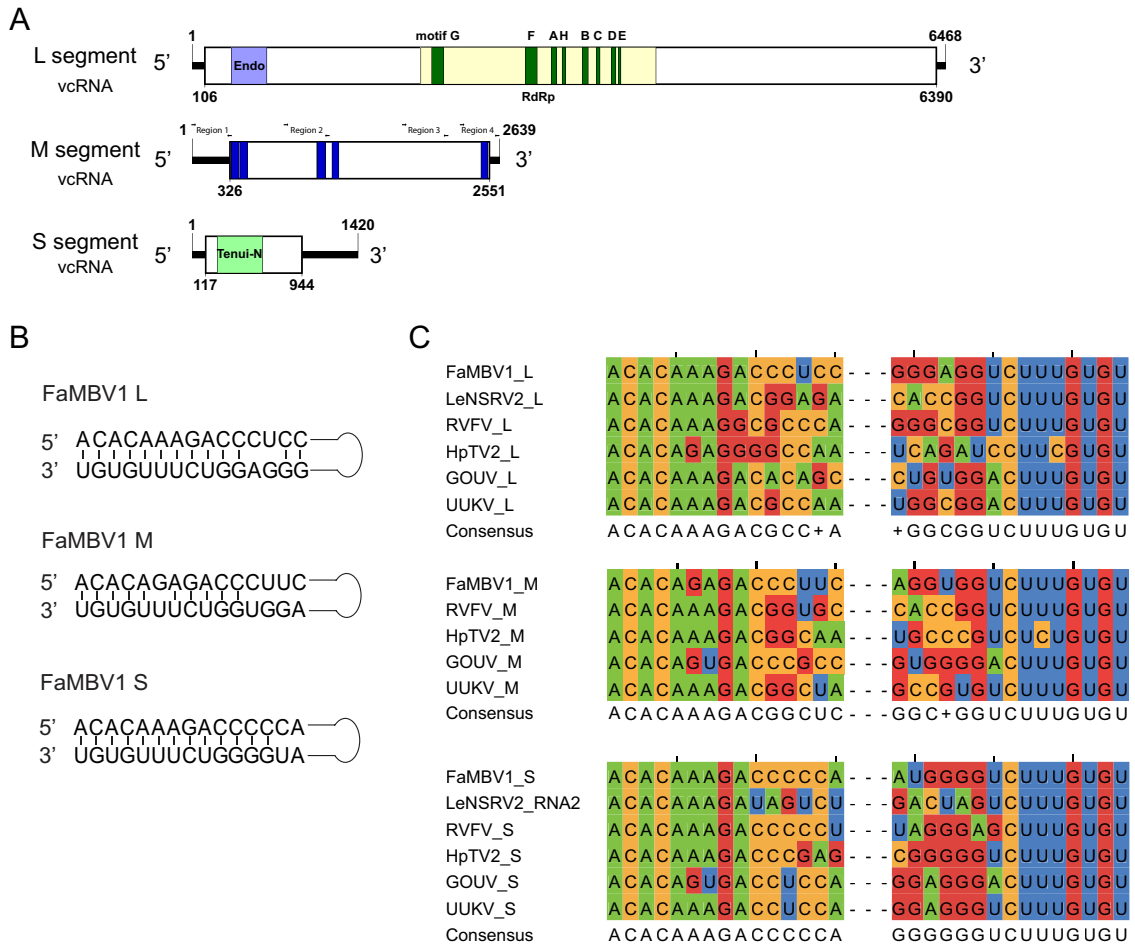 A
L segment
vcRNA
5’
1
motif G
F
A H
B
C
D E
6468
3’
Endo
106
RdRp
6390
M segment
vcRNA
5’
1
Region 1
Region 2
Region 3
Region 4
2639
3’
326
2551
S segment
vcRNA
5’
1
1420
3’
Tenui-N
117
944
B
FaMBV1 L
5’ ACACAAAGACCCUCC
3’ UGUGUUUCUGGAGGG
FaMBV1 M
5’ ACACAGAGACCCUUC
3’ UGUGUUUCUGGUGGA
FaMBV1 S
5’ ACACAAAGACCCCCA
3’ UGUGUUUCUGGGGUA
C
FaMBV1_L ACACAAAGACCCUCC - - - GGGAGGUCUUUGUGU
LeNSRV2_L ACACAAAGACGGAGA - - - CACCGGUCUUUGUGU
RVFV_L ACACAAAGGCGCCCA - - - GGGCGGUCUUUGUGU
HpTV2_L ACACAGAGGGGCCAA - - - UCAGAUCCUUCGUGU
GOUV_L ACACAAAGACACAGC - - - CUGUGGACUUUGUGU
UUKV_L ACACAAAGACGCCAA - - - UGGCGGACUUUGUGU
Consensus ACACAAAGACGCC+A - - - +GGCGGUCUUUGUGU
FaMBV1_M ACACAGAGACCCUUC - - - AGGUGGUCUUUGUGU
RVFV_M ACACAAAGACGGUGC - - - CACCGGUCUUUGUGU
HpTV2_M ACACAAAGACGGCAA - - - UGCCCGUCUCUGUGU
GOUV_M ACACAGUGACCCGCC - - - GUGGGGACUUUGUGU
UUKV_M ACACAAAGACGGCUA - - - GCCGUGUCUUUGUGU
Consensus ACACAAAGACGGCUC - - - GGC+GGUCUUUGUGU
FaMBV1_S ACACAAAGACCCCCA - - - AUGGGGUCUUUGUGU
LeNSRV2_RNA2 ACACAAAGAUAGUCU - - - GACUAGUCUUUGUGU
RVFV_S ACACAAAGACCCCCU - - - UAGGGAGCUUUGUGU
HpTV2_S ACACAAAGACCCGAG - - - CGGGGGUCUUUGUGU
GOUV_S ACACAGUGACCUCCA - - - GGAGGGACUUUGUGU
UUKV_S ACACAAAGACCUCCA - - - GGAGGGUCUUUGUGU
Consensus ACACAAAGACCCCCA - - - GGGGGGUCUUUGUGU